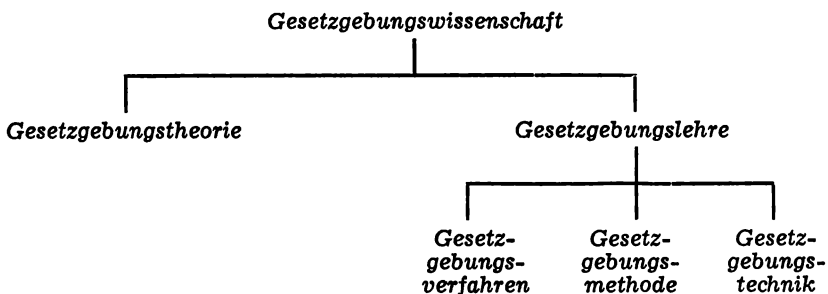 Gesetzgebungswissenschaft
Gesetzgebungstheorie
Gesetzgebungslehre
Gesetz-
gebungs-
verfahren
Gesetz-
gebungs-
methode
Gesetz-
gebungs-
technik